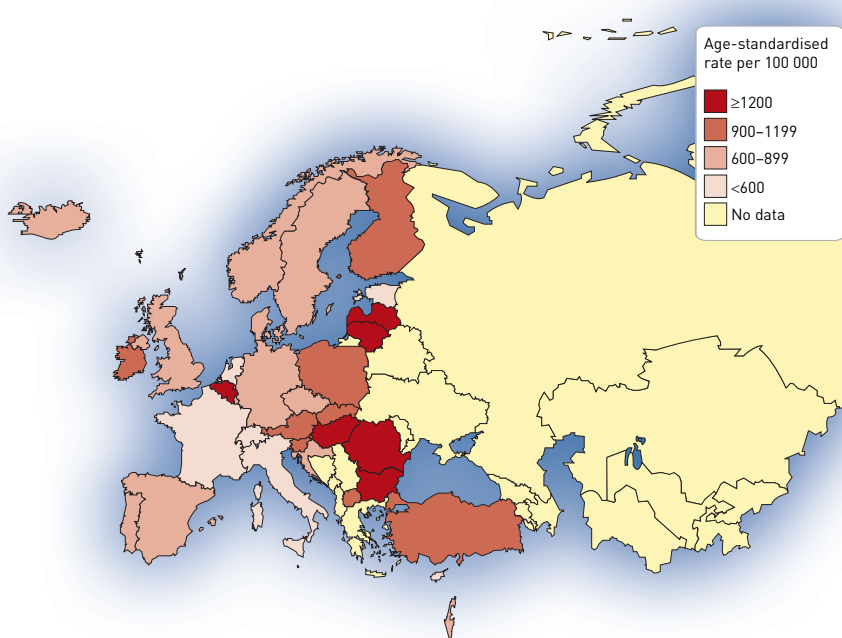 Age-standardised
rate per 100 000
≥1200
900–1199
600–899
<600
No data